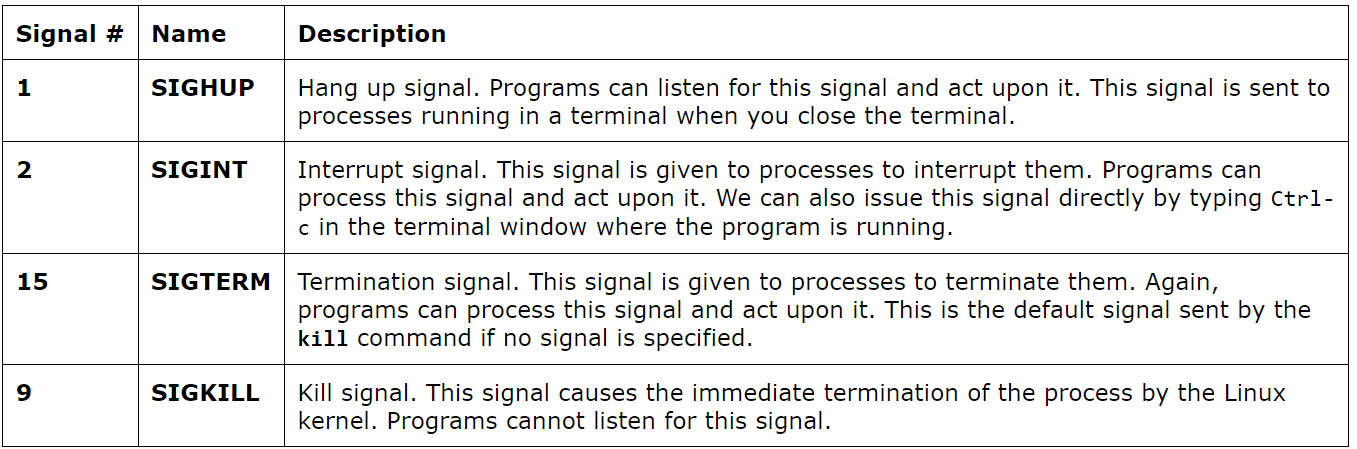 Signal # Name Description
1 SIGHUP Hang up signal. Programs can listen for this signal and act upon it. This signal is sent to
processes running in a terminal when you close the terminal.
2 SIGINT Interrupt signal. This signal is given to processes to interrupt them. Programs can
process this signal and act upon it. We can also issue this signal directly by typing Ctrl-
c in the terminal window where the program is running.
15 SIGTERM Termination signal. This signal is given to processes to terminate them. Again,
programs can process this signal and act upon it. This is the default signal sent by the
kill command if no signal is specified.
9 SIGKILL Kill signal. This signal causes the immediate termination of the process by the Linux
kernel. Programs cannot listen for this signal.